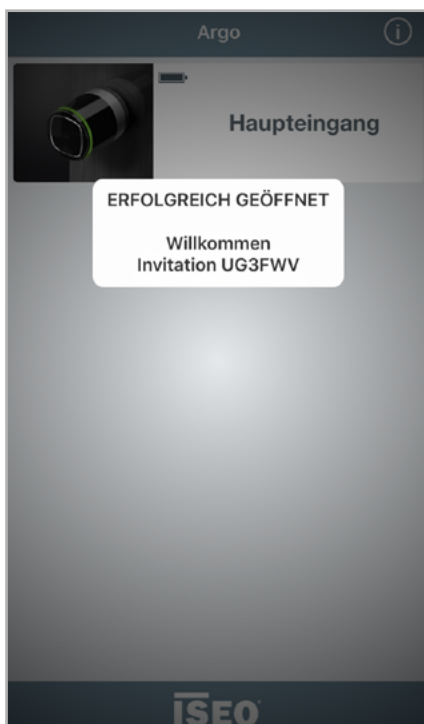 Argo
i
Haupteingang
ERFOLGREICH GEÖFFNET
Willkommen
Invitation UG3FWV
ISEO